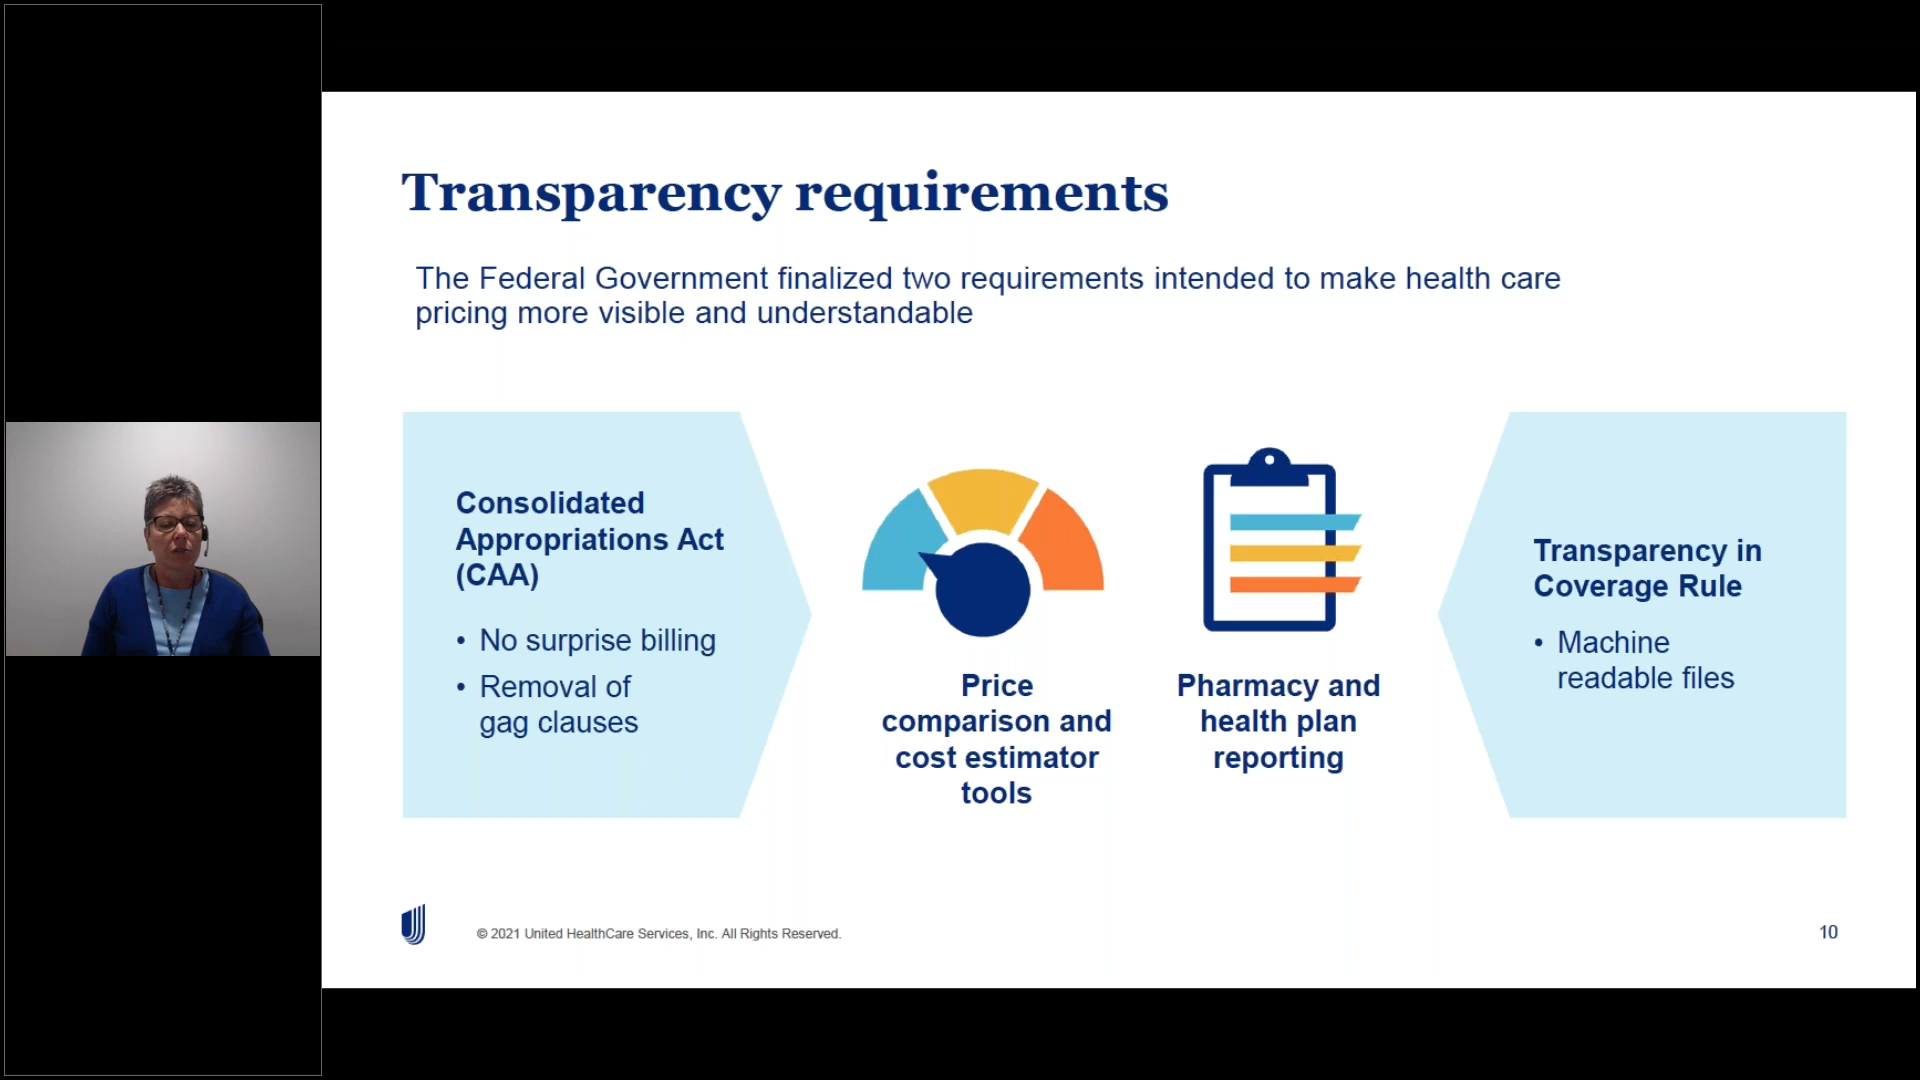 Transparency requirements
The Federal Government finalized two requirements intended to make health care
pricing more visible and understandable
Consolidated
Appropriations Act
(CAA)
• No surprise billing
• Removal of
gag clauses
Price
comparison and
cost estimator
tools
Pharmacy and
health plan
reporting
Transparency in
Coverage Rule
• Machine
readable files
© 2021 United HealthCare Services, Inc. All Rights Reserved.
10